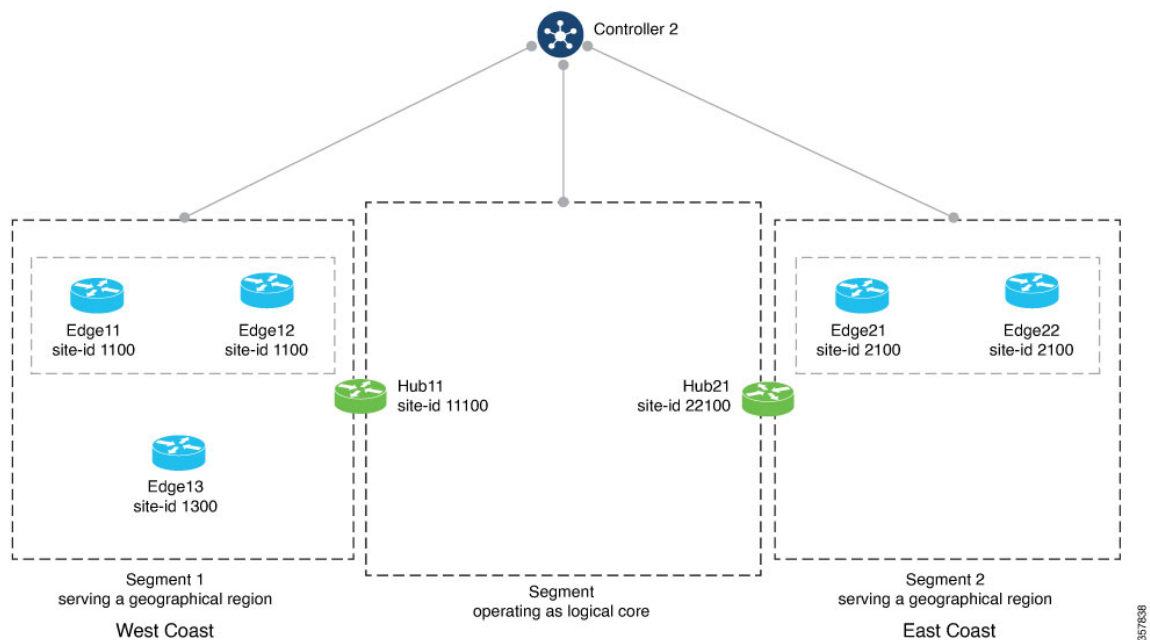 Controller 2
Edge11
site-id 1100
Edge12
site-id 1100
Edge13
site-id 1300
Hub11
site-id 11100
Hub21
site-id 22100
Edge21
site-id 2100
Edge22
site-id 2100
Segment 1
serving a geographical region
West Coast
Segment
operating as logical core
Segment 2
serving a geographical region
East Coast
357838